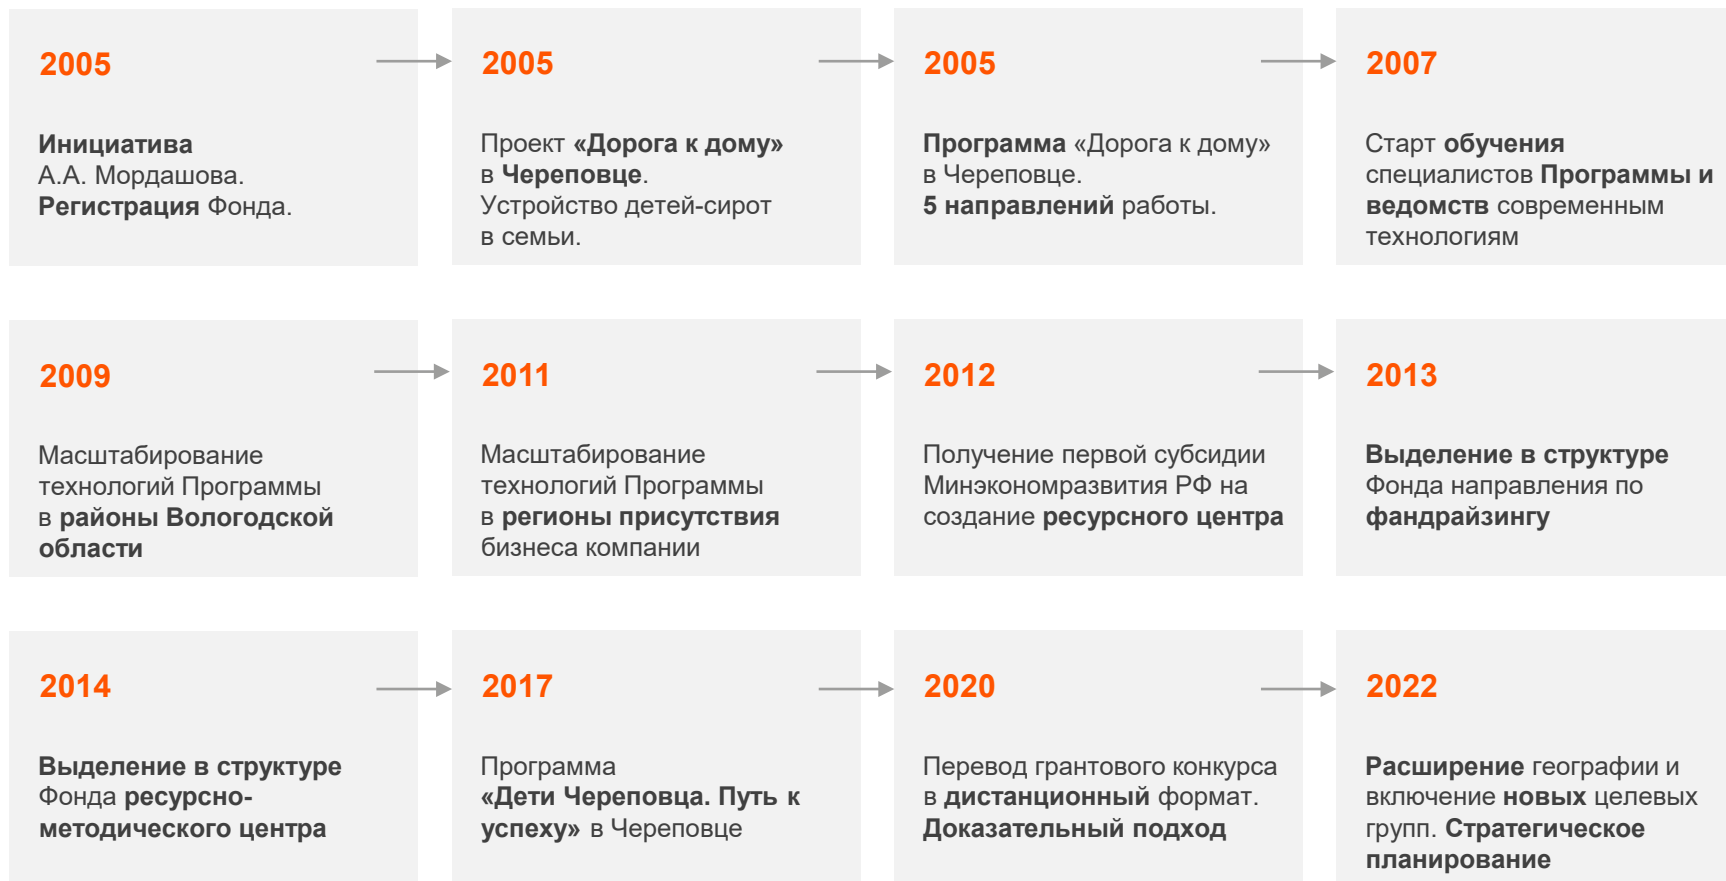 2005
Инициатива
А.А. Мордашова.
Регистрация Фонда.
2005
Проект «Дорога к дому»
в Череповце.
Устройство детей-сирот
в семьи.
2005
Программа «Дорога к дому»
в Череповце.
5 направлений работы.
2007
Старт обучения
специалистов Программы и
ведомств современным
технологиям
2009
Масштабирование
технологий Программы
в районы Вологодской
области
2011
Масштабирование
технологий Программы
в регионы присутствия
бизнеса компании
2012
Получение первой субсидии
Минэкономразвития РФ на
создание ресурсного центра
2013
Выделение в структуре
Фонда направления по
фандрайзингу
2014
Выделение в структуре
Фонда ресурсно-
методического центра
2017
Программа
«Дети Череповца. Путь к
успеху» в Череповце
2020
Перевод грантового конкурса
в дистанционный формат.
Доказательный подход
2022
Расширение географии и
включение новых целевых
групп. Стратегическое
планирование